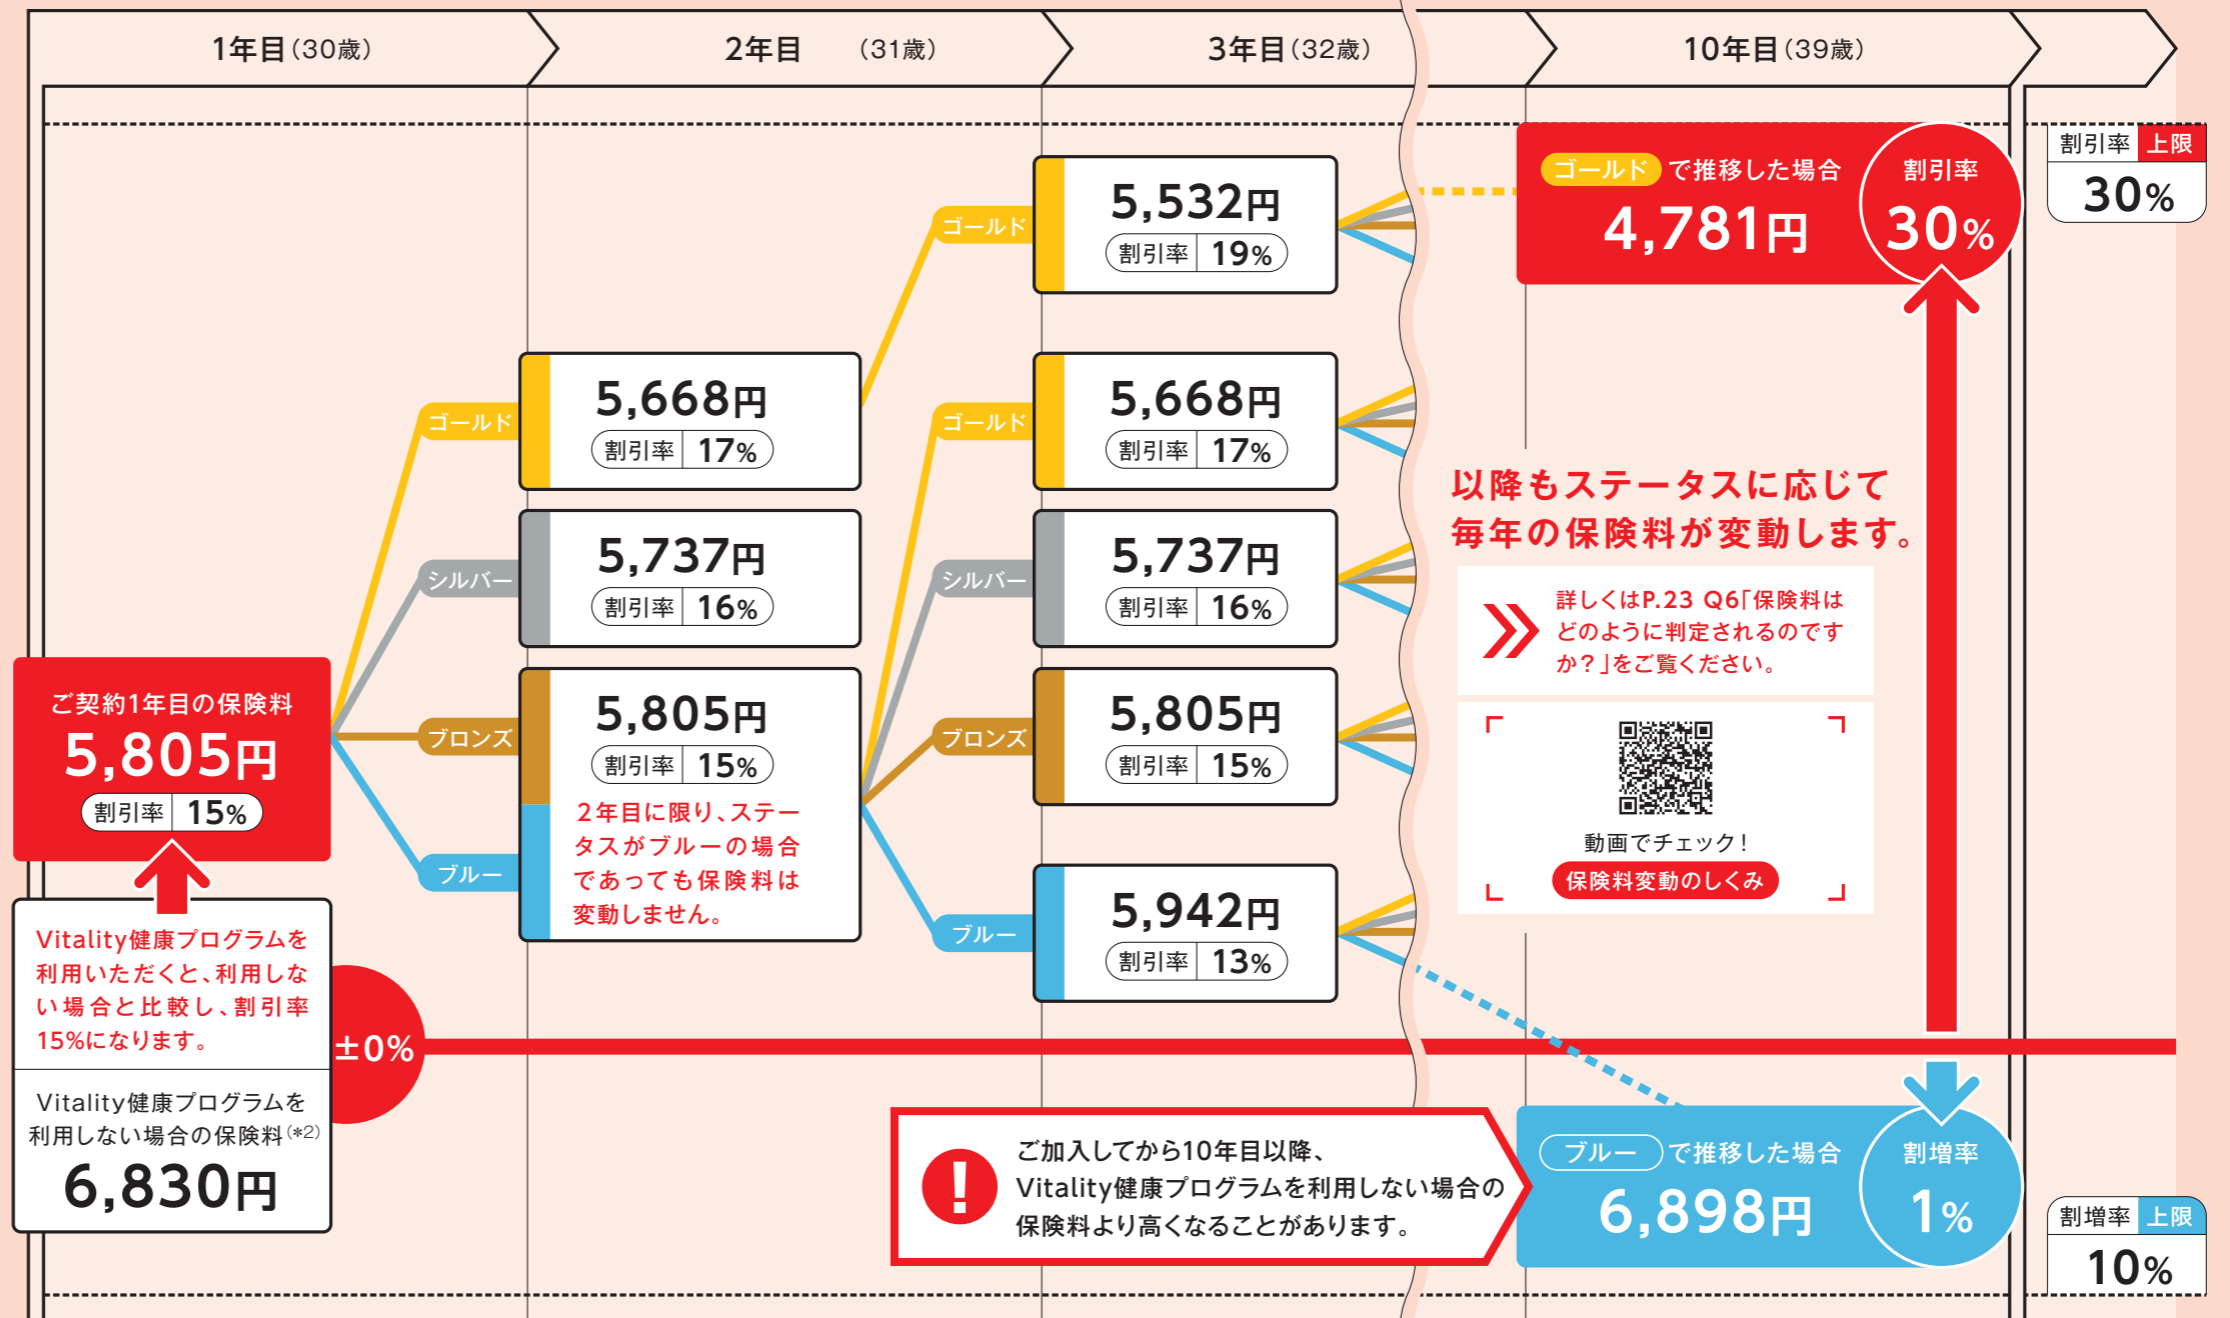 1年目(30歳)
2年目 (31歳)
3年目(32歳)
10年目(39歳)
ご契約1年目の保険料
5,805円
割引率 15%
Vitality健康プログラムを
利用いただくと、利用しな
い場合と比較し、割引率
15%になります。
Vitality健康プログラムを
利用しない場合の保険料(*2)
6,830円
±0%
ゴールド
シルバー
ブロンズ
ブルー
5,668円
割引率 17%
5,737円
割引率 16%
5,805円
割引率 15%
2年目に限り、ステー
タスがブルーの場合
であっても保険料は
変動しません。
ゴールド
ゴールド
シルバー
ブロンズ
ブルー
5,532円
割引率 19%
5,668円
割引率 17%
5,737円
割引率 16%
5,805円
割引率 15%
5,942円
割引率 13%
ゴールド で推移した場合
4,781円
割引率
30%
割引率 上限
30%
以降もステータスに応じて
毎年の保険料が変動します。
詳しくはP.23 Q6「保険料は
どのように判定されるのです
か?」をご覧ください。
動画でチェック!
保険料変動のしくみ
!
ご加入してから10年目以降、
Vitality健康プログラムを利用しない場合の
保険料より高くなることがあります。
ブルー で推移した場合
6,898円
割増率
1%
割増率 上限
10%